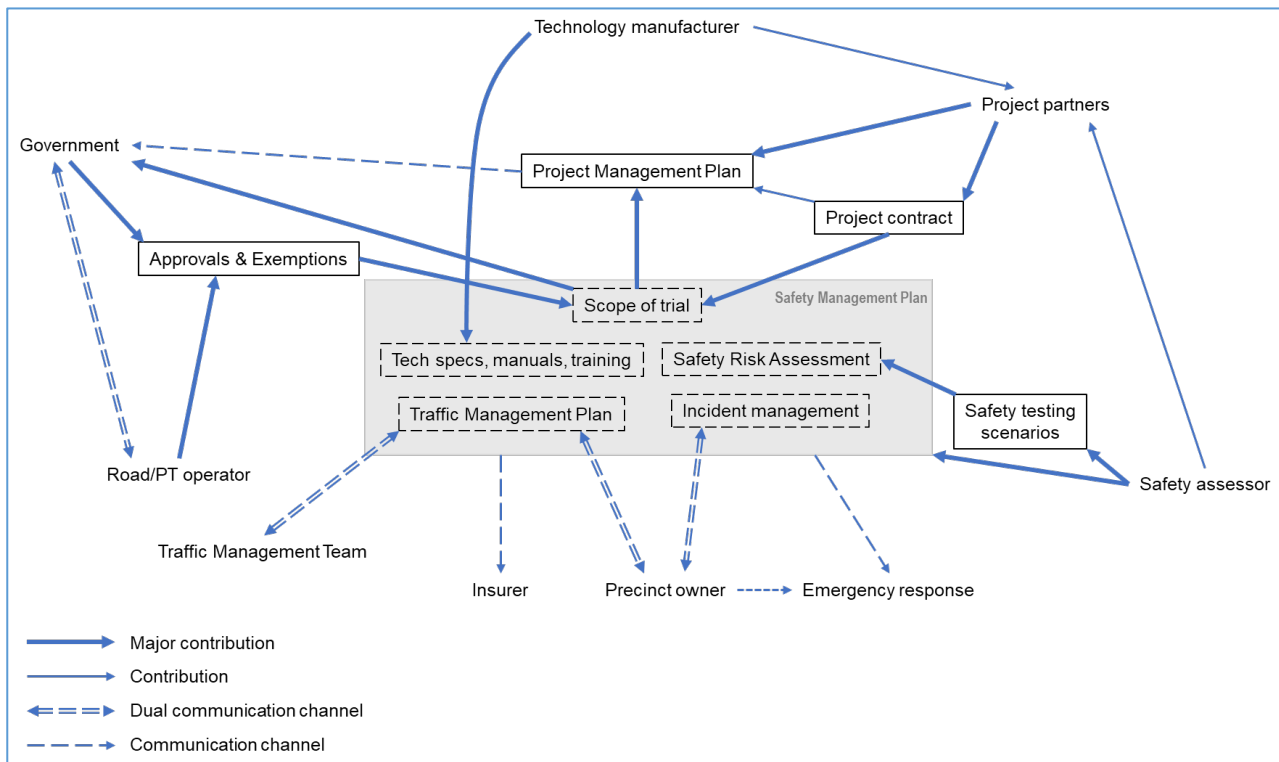 Technology manufacturer
Project partners
Government
Project Management Plan
Project contract
Approvals & Exemptions
Safety Management Plan
Scope of trial
Tech specs, manuals, training
Safety Risk Assessment
Traffic Management Plan
Incident management
Safety testing
scenarios
Road/PT operator
Safety assessor
Traffic Management Team
Insurer
Precinct owner
Emergency response
Major contribution
Contribution
Dual communication channel
Communication channel